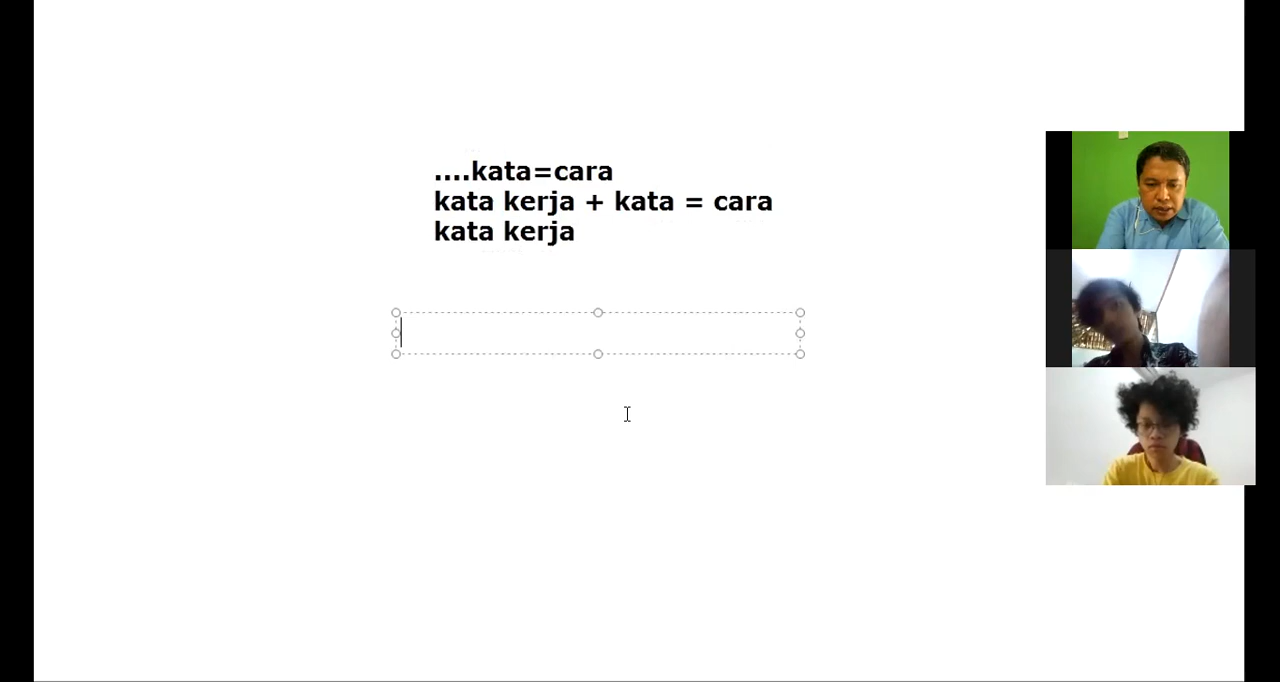 ....kata=cara
kata kerja + kata = cara
kata kerja